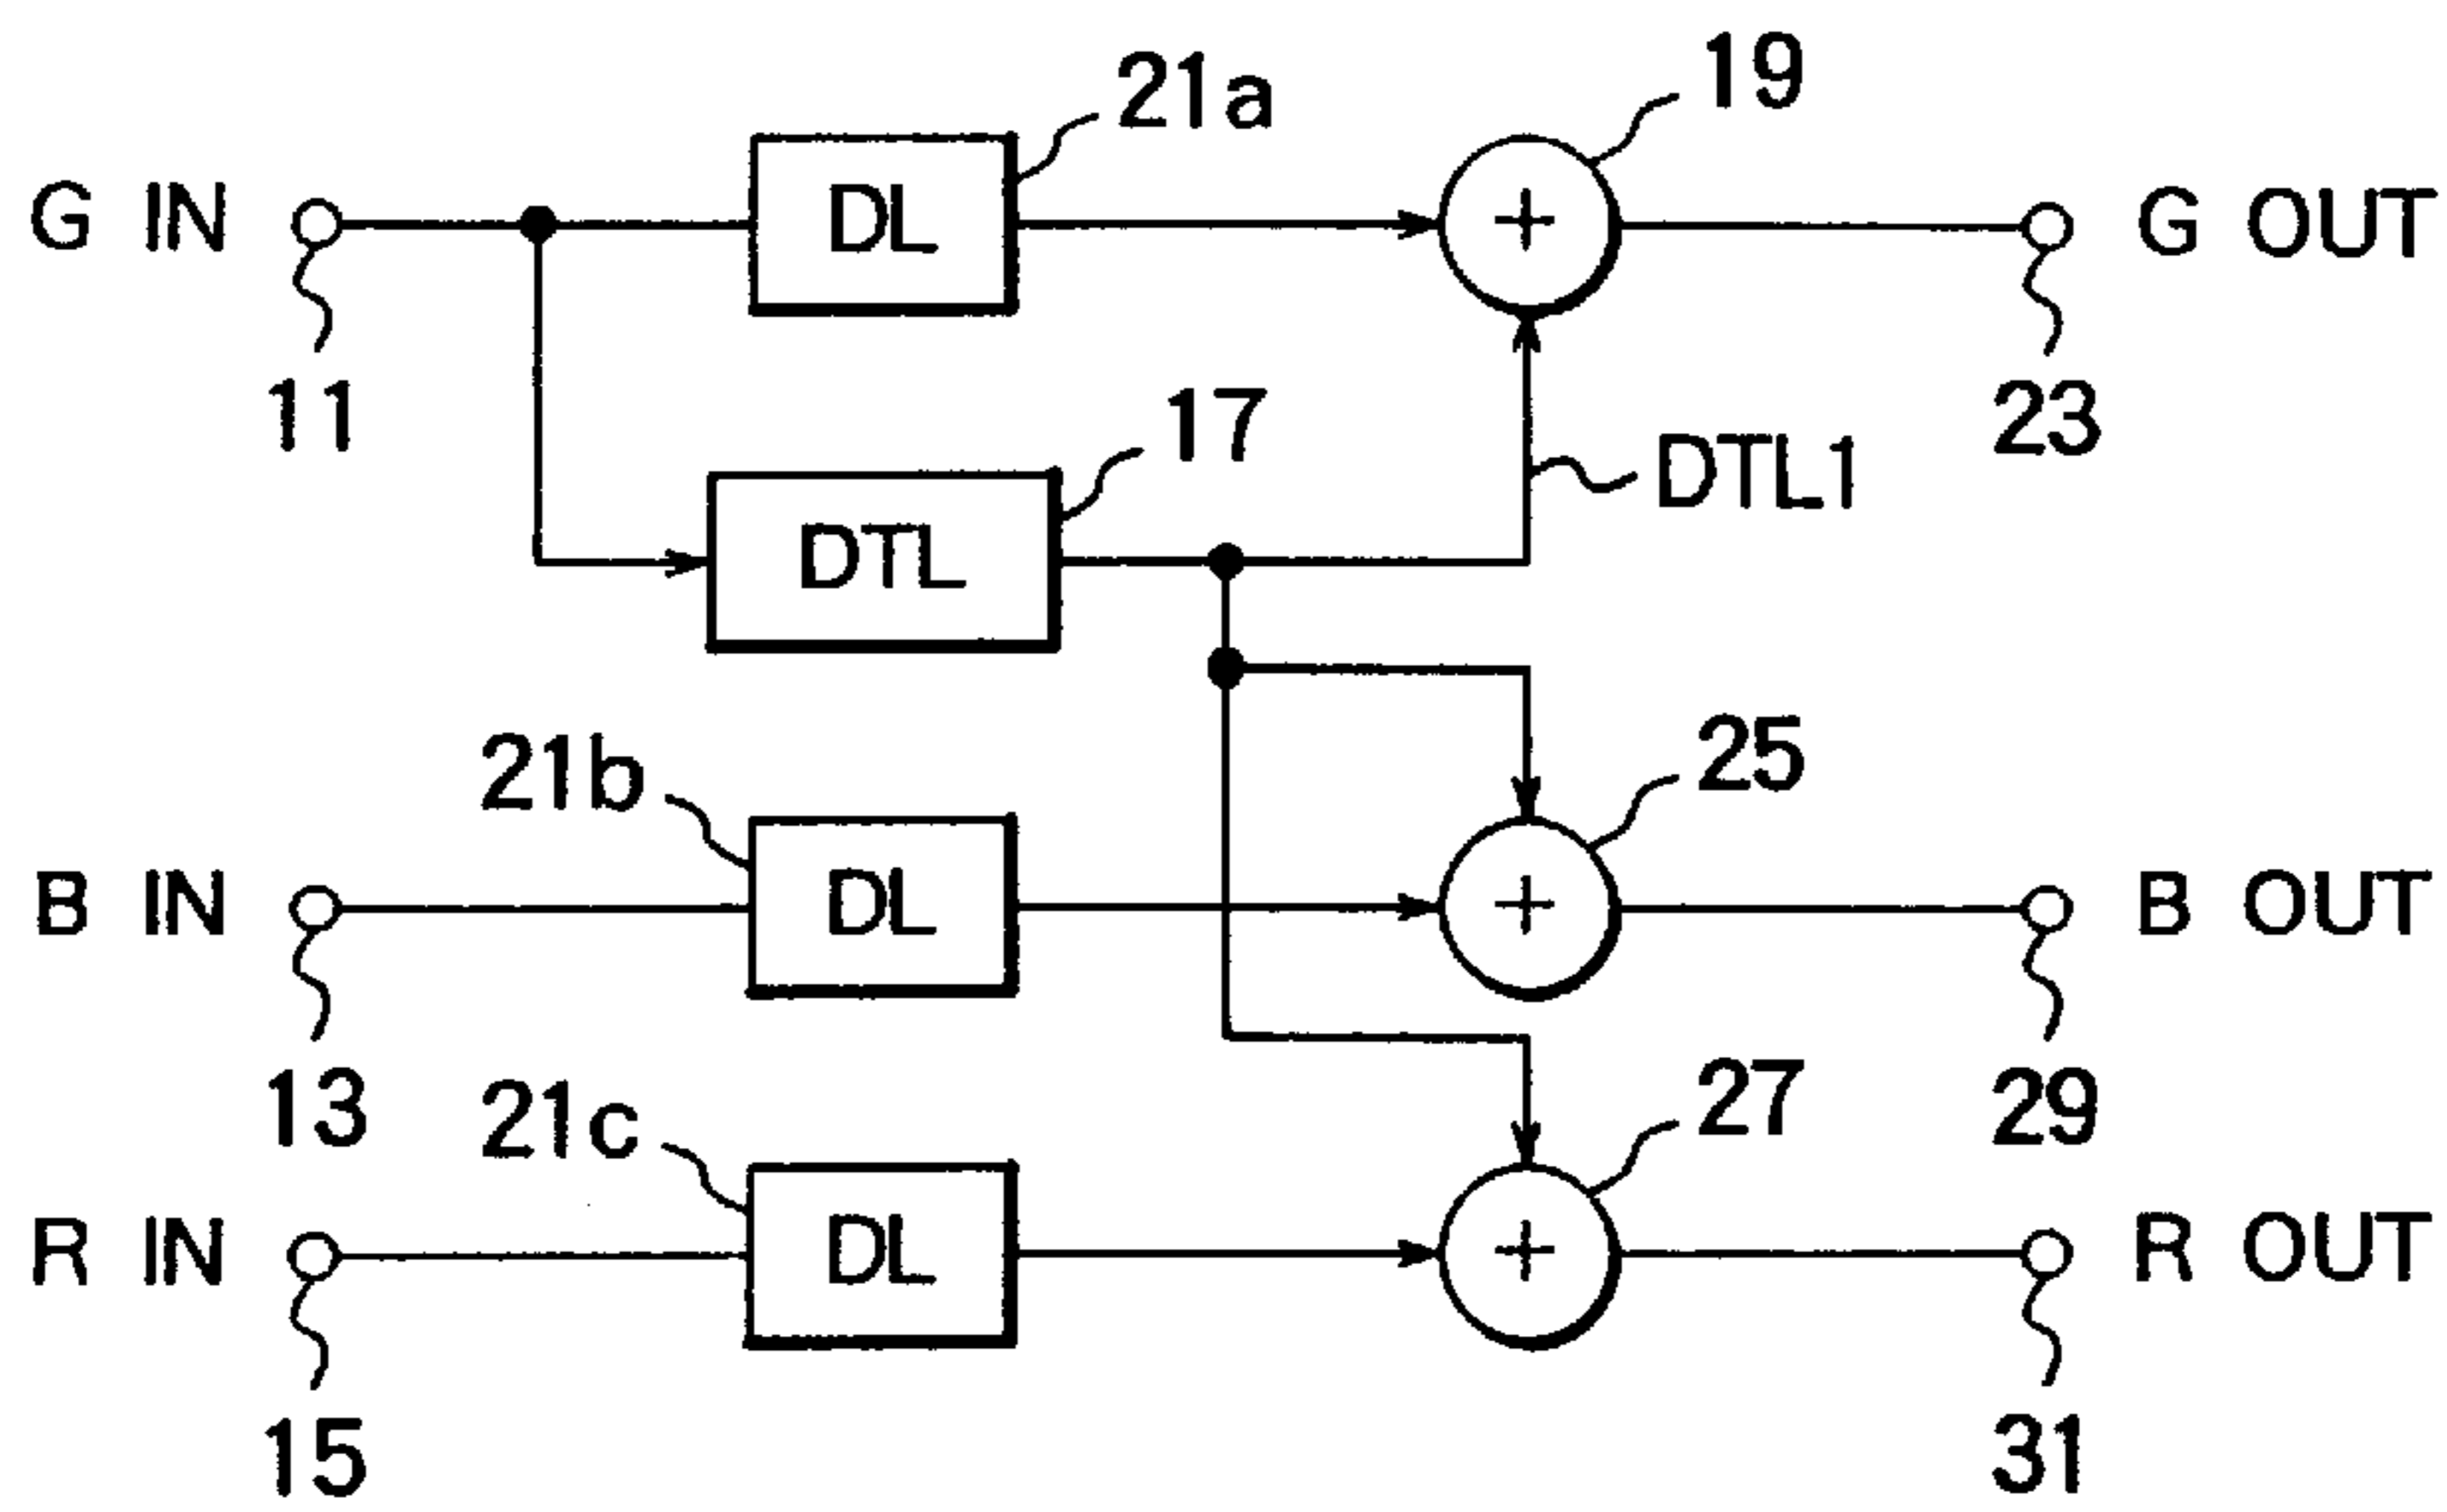 21a
19
G IN
DL
+
G OUT
11
17
23
DTL1
DTL
21b
25
B IN
DL
+
B OUT
13
21c
27
29
R IN
DL
+
R OUT
15
31